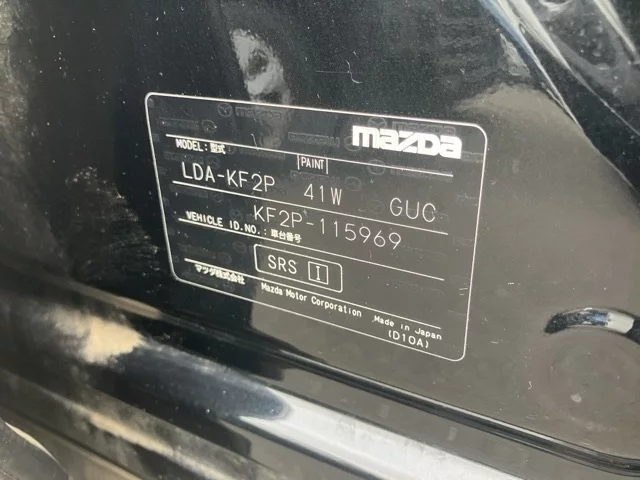 mazda
MODEL: 型式 PAINT
LDA-KF2P 41W GUC
KF2P-115969
VEHICLE ID.NO.: 車台番号
SRS I
マツダ株式会社 Mazda Motor Corporation Made in Japan
(D10A)